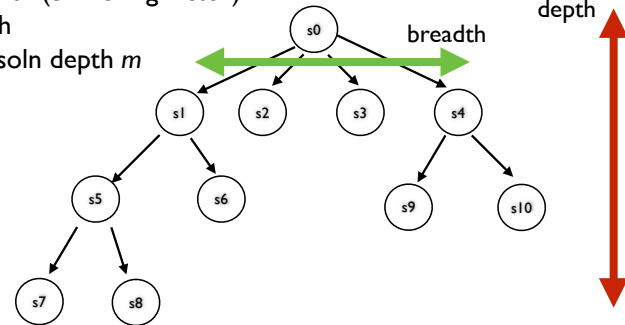 depth
s0
breadth
soln depth m
s1 s2 s3 s4
s5 s6 s9 s10
s7 s8